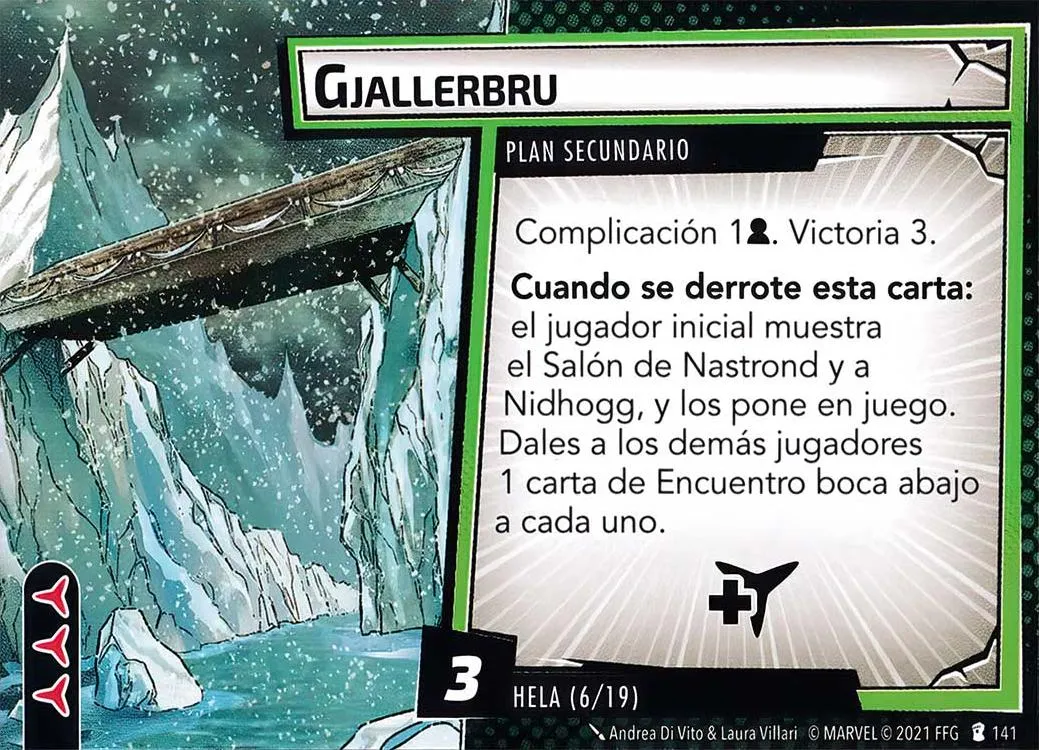 GJALLERBRU
PLAN SECUNDARIO
Complicación 1. Victoria 3.
Cuando se derrote esta carta:
el jugador inicial muestra
el Salón de Nastrond y a
Nidhogg, y los pone en juego.
Dales a los demás jugadores
1 carta de Encuentro boca abajo
a cada uno.
3
HELA (6/19)
Andrea Di Vito & Laura Villari © MARVEL © 2021 FFG 141